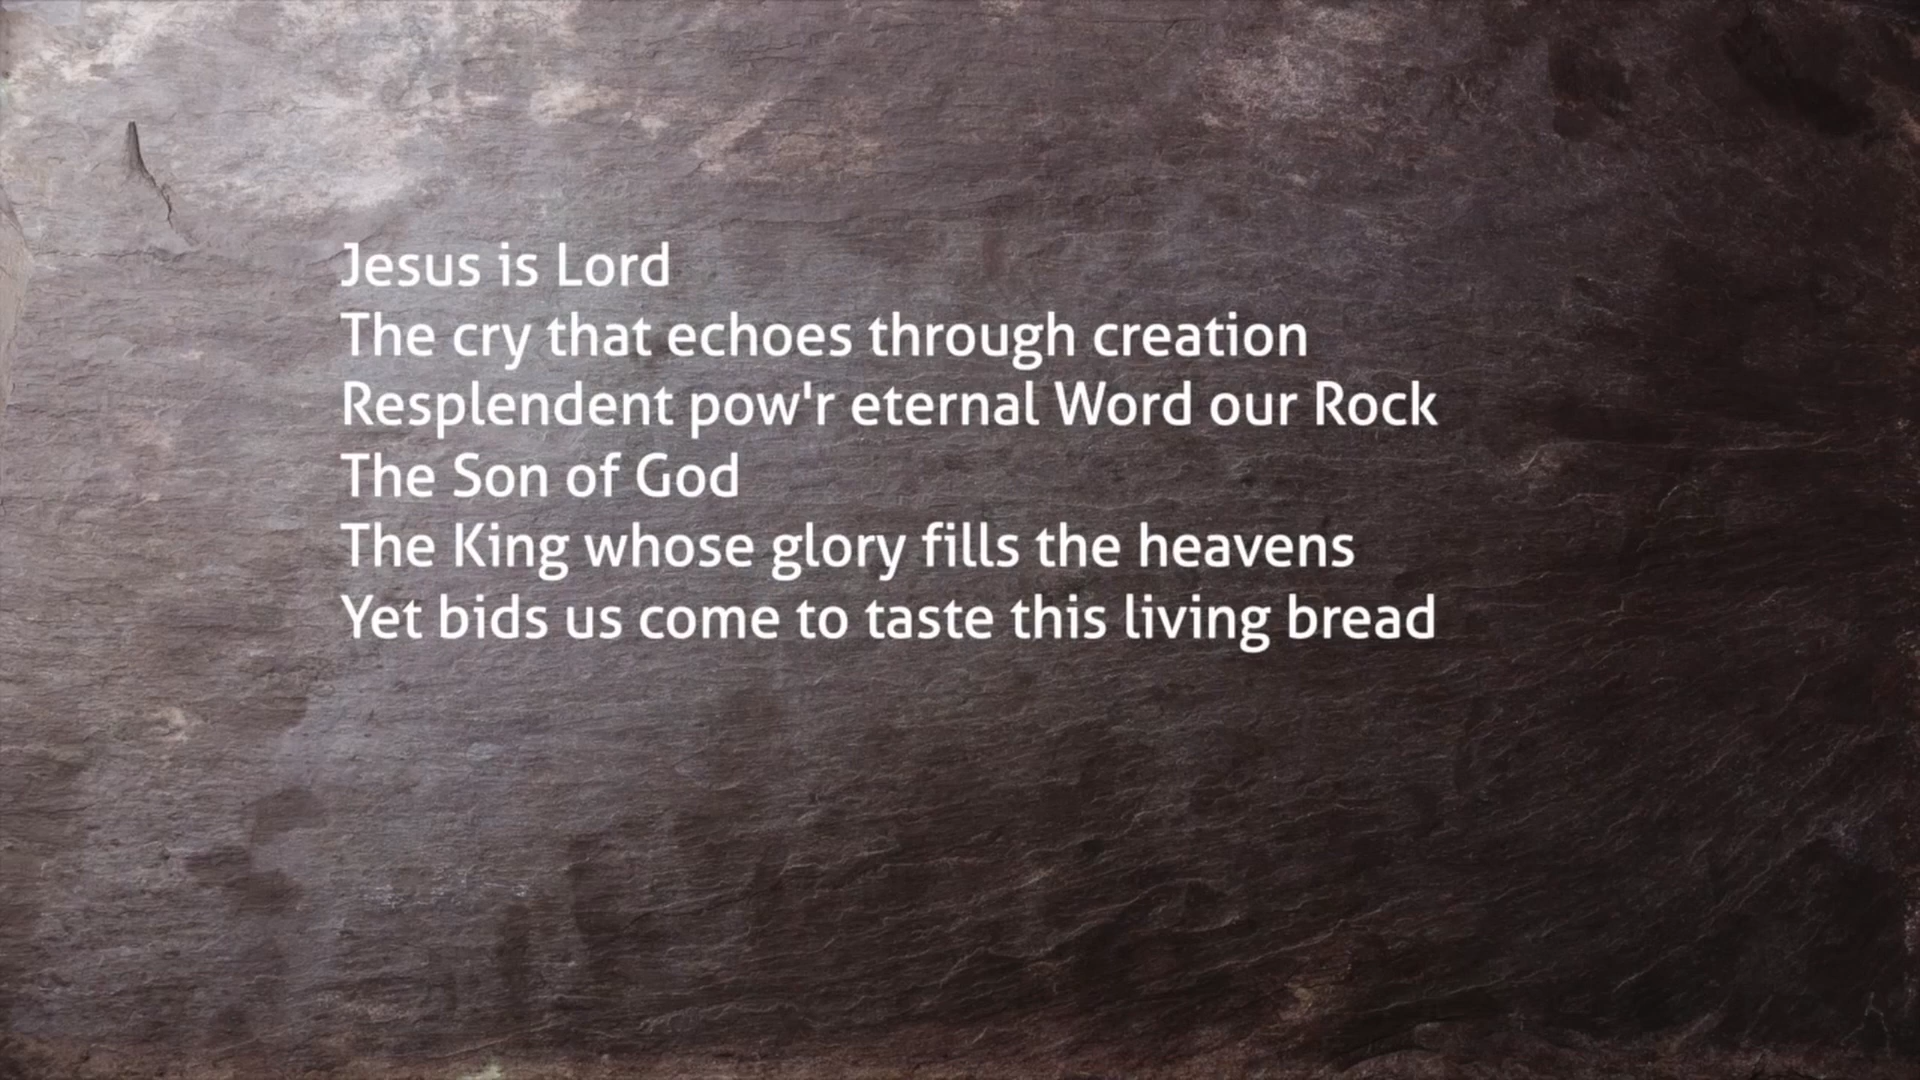 Jesus is Lord
The cry that echoes through creation
Resplendent pow'r eternal Word our Rock
The Son of God
The King whose glory fills the heavens
Yet bids us come to taste this living bread